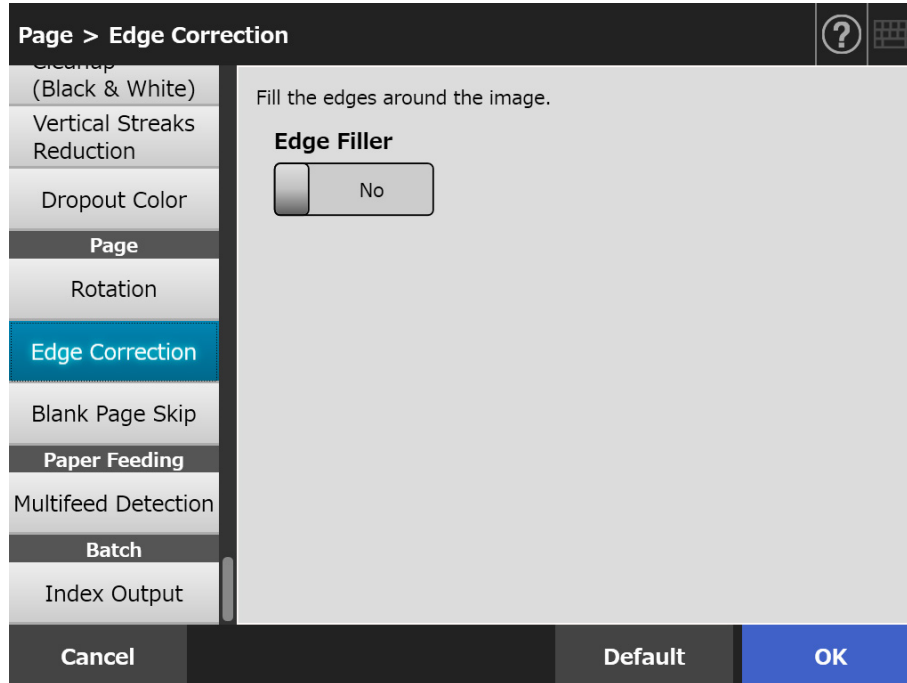 Page > Edge Correction
?
Cleanup
(Black & White)
Vertical Streaks
Reduction
Dropout Color
Page
Rotation
Edge Correction
Blank Page Skip
Paper Feeding
Multifeed Detection
Batch
Index Output
Fill the edges around the image.
Edge Filler
No
Cancel
Default
OK